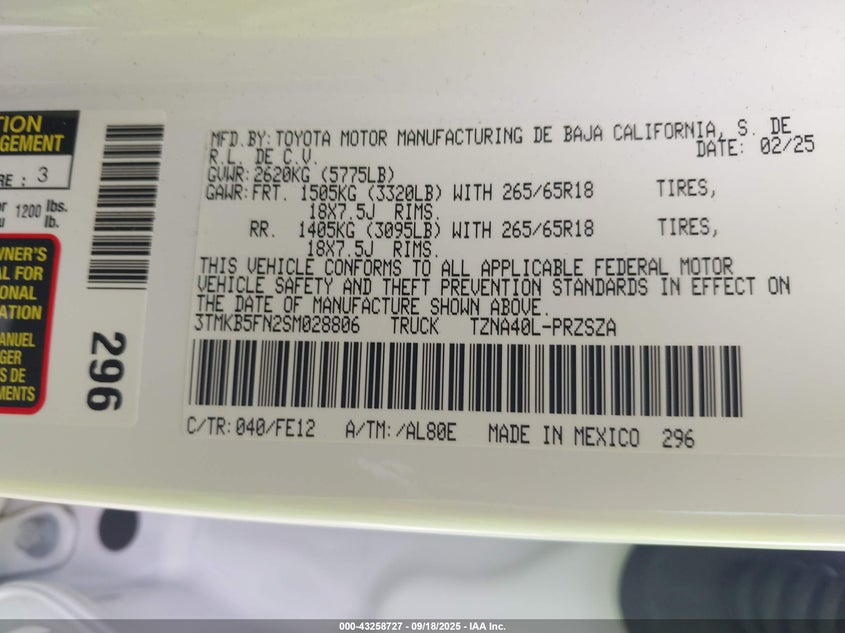 TION
GEMENT
RE : 3
or 1200 lbs.
u lb.
WNER'S
AL FOR
IONAL
ATION
ANUEL
GER
S DE
MENTS
296
MFD.BY: TOYOTA MOTOR MANUFACTURING DE BAJA CALIFORNIA, S. DE
R.L. DE C.V. DATE: 02/25
GVWR: 2620KG (5775LB)
GAWR: FRT. 1505KG (3320LB) WITH 265/65R18 TIRES,
18X7.5J RIMS.
RR. 1405KG (3095LB) WITH 265/65R18 TIRES,
18X7.5J RIMS.
THIS VEHICLE CONFORMS TO ALL APPLICABLE FEDERAL MOTOR
VEHICLE SAFETY AND THEFT PREVENTION STANDARDS IN EFFECT ON
THE DATE OF MANUFACTURE SHOWN ABOVE.
3TMKB5FN2SM028806 TRUCK TZNA40L-PRZSZA
C/TR: 040/FE12 A/TM: /AL80E MADE IN MEXICO 296
000-43258727 - 09/18/2025 - IAA Inc.